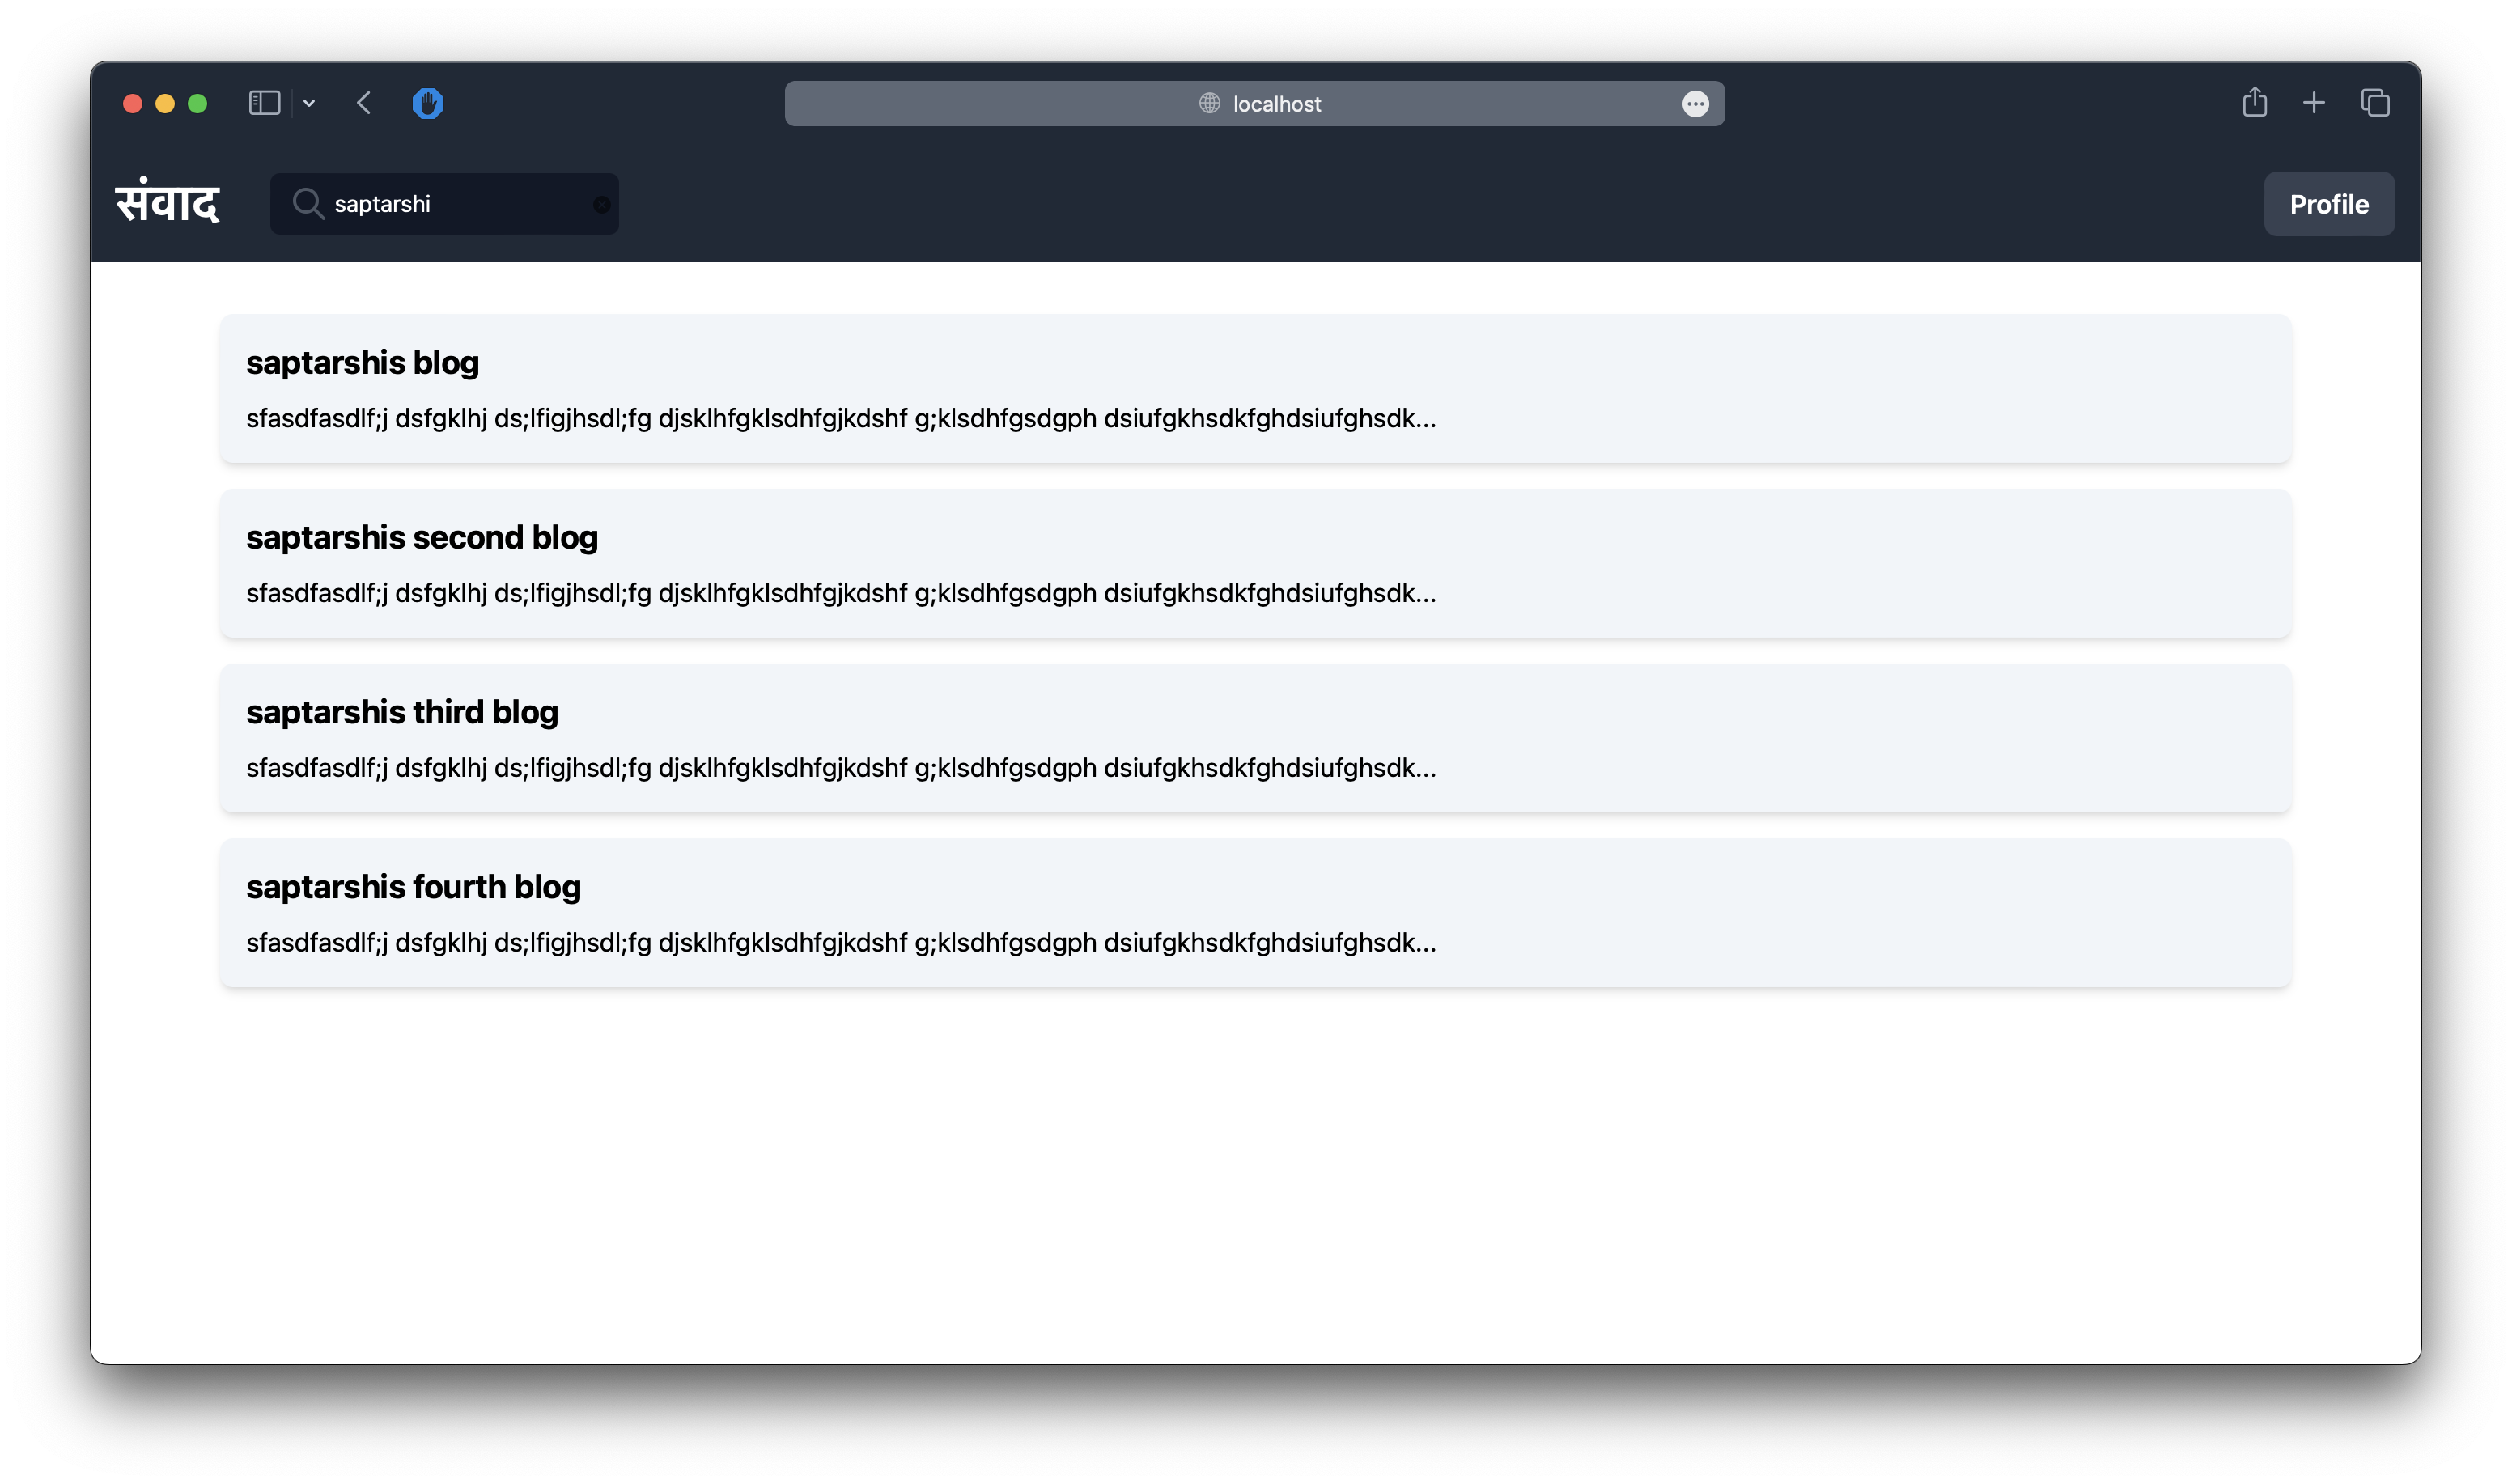 localhost
संवाद
saptarshi
Profile
saptarshis blog
sfasdfasdlf;j dsfgklhj ds;lfigjhsdl;fg djsklhfgklsdhfgjkdshf g;klsdhfgsdgph dsiufgkhsdkfghdsiufghsdk...
saptarshis second blog
sfasdfasdlf;j dsfgklhj ds;lfigjhsdl;fg djsklhfgklsdhfgjkdshf g;klsdhfgsdgph dsiufgkhsdkfghdsiufghsdk...
saptarshis third blog
sfasdfasdlf;j dsfgklhj ds;lfigjhsdl;fg djsklhfgklsdhfgjkdshf g;klsdhfgsdgph dsiufgkhsdkfghdsiufghsdk...
saptarshis fourth blog
sfasdfasdlf;j dsfgklhj ds;lfigjhsdl;fg djsklhfgklsdhfgjkdshf g;klsdhfgsdgph dsiufgkhsdkfghdsiufghsdk...